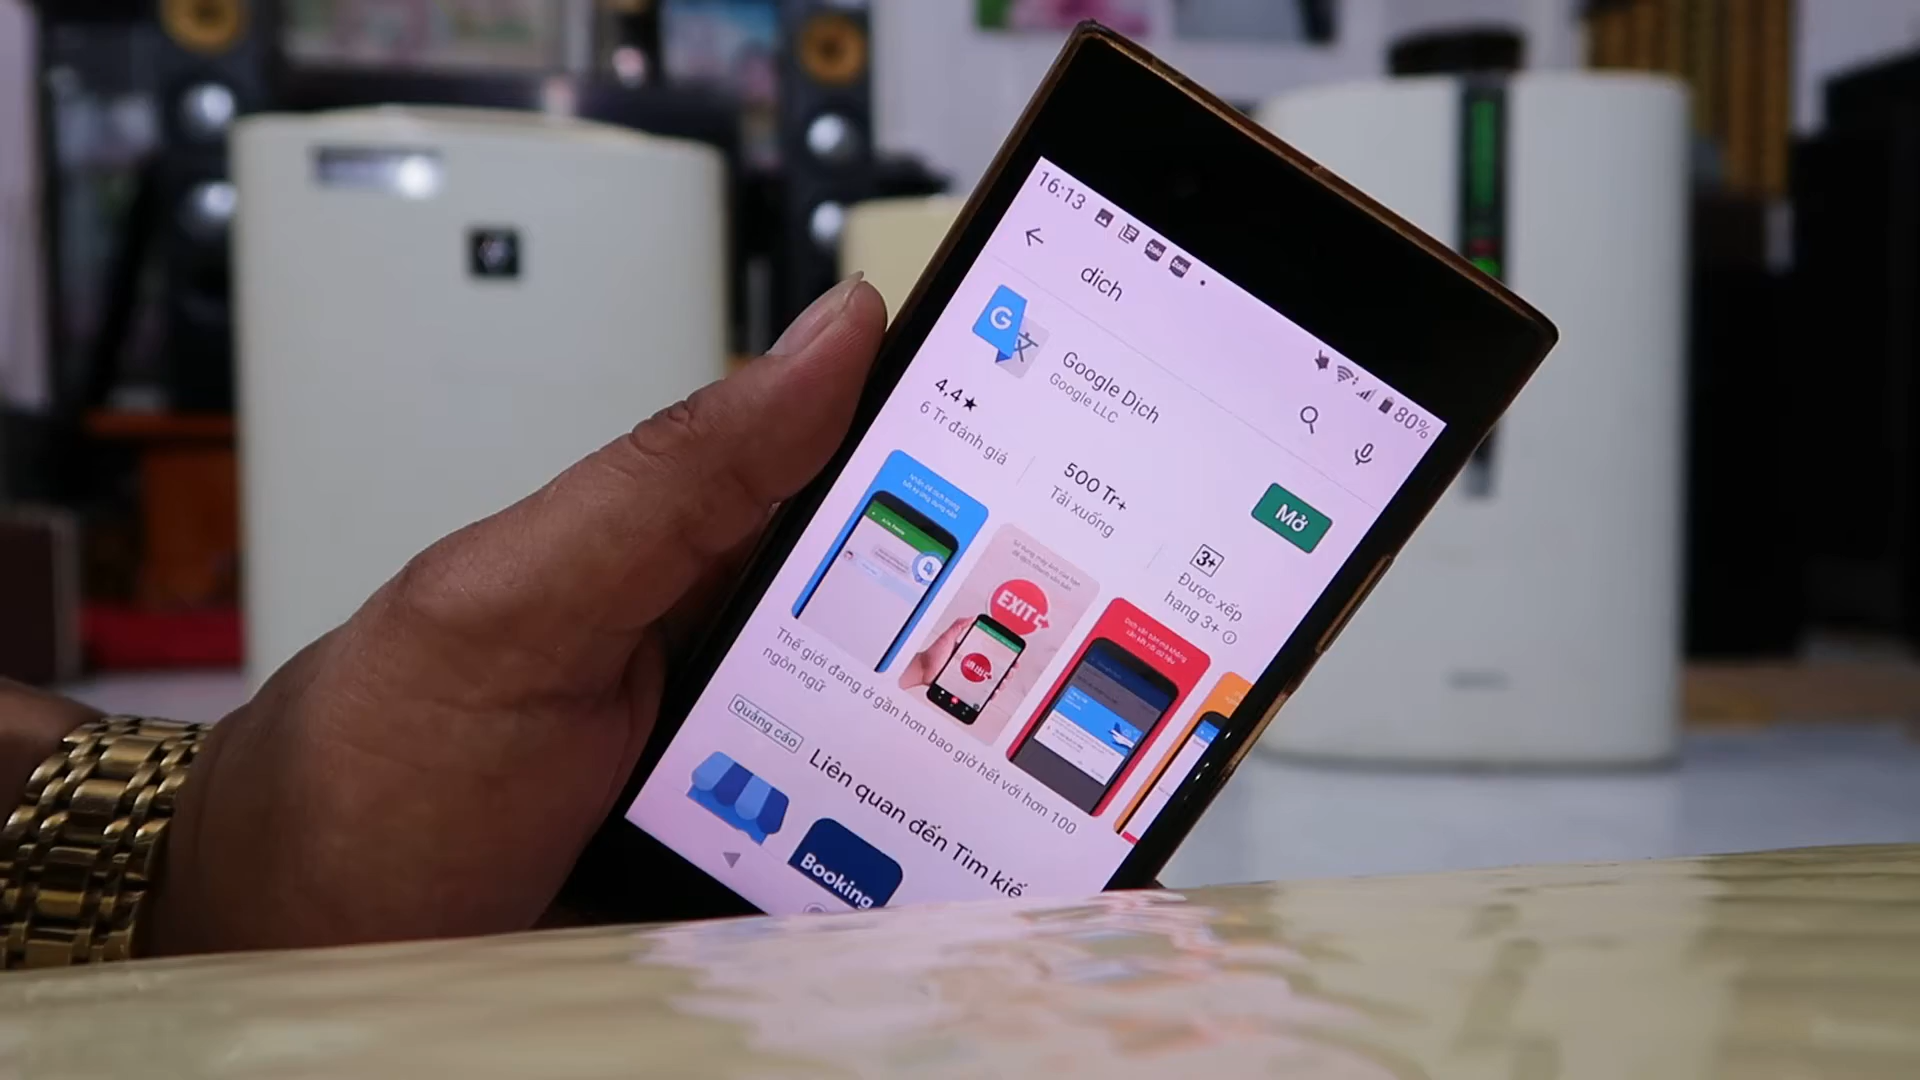 16:13
80%
dich
Google Dịch
Google LLC
4,4★
6 Tr đánh giá
500 Tr+
Tải xuống
3+
Được xếp
hạng 3+
Mở
EXIT
Thế giới đang ở gần hơn bao giờ hết với hơn 100
ngôn ngữ
Quảng cáo
Liên quan đến Tìm kiế
Booking